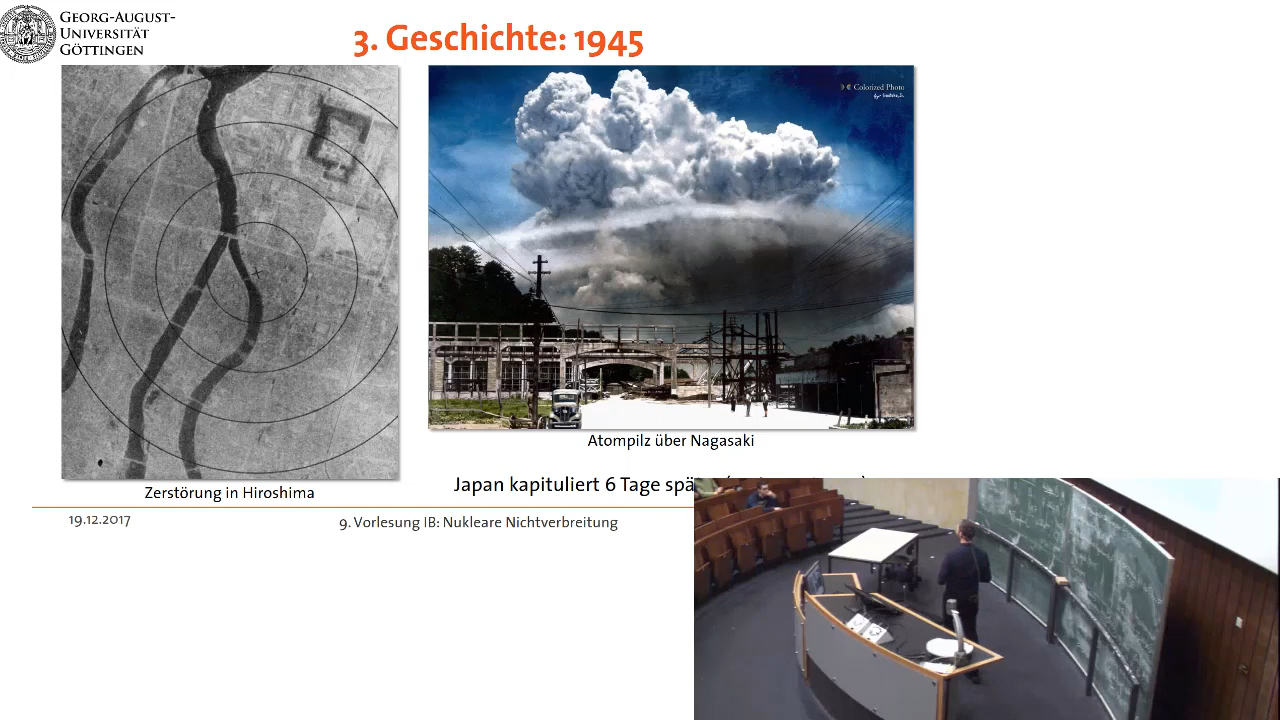 GEORG-AUGUST-
UNIVERSITÄT
GÖTTINGEN
3. Geschichte: 1945
Colorized Photo
Atompilz über Nagasaki
Japan kapituliert 6 Tage
Zerstörung in Hiroshima
19.12.2017
9. Vorlesung IB: Nukleare Nichtverbreitung